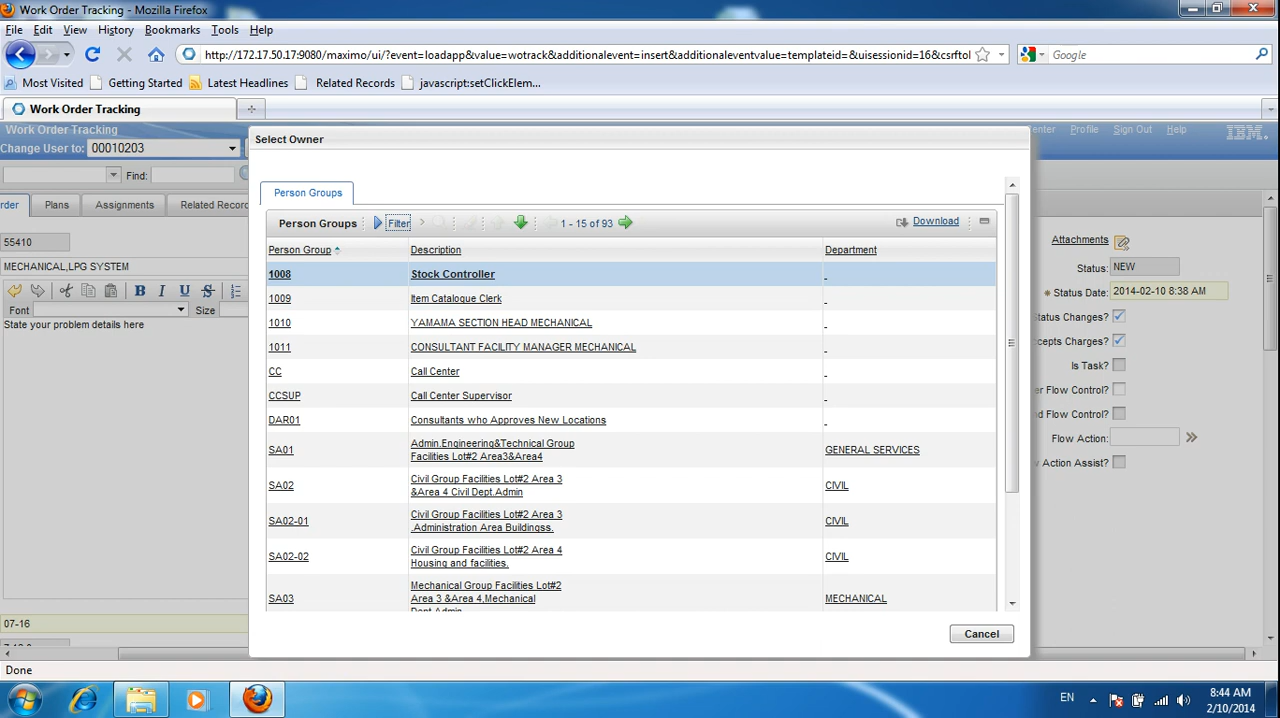 Work Order Tracking - Mozilla Firefox
File Edit View History Bookmarks Tools Help
http://172.17.50.17:9080/maximo/ui/?event=loadapp&value=wotrack&additionalevent=insert&additionaleventvalue=templateid=&uisessionid=16&csrftol
Google
Most Visited Getting Started Latest Headlines Related Records javascript:setClickElem...
Work Order Tracking
Work Order Tracking
enter Profile Sign Out Help IBM.
Change User to: 00010203
Find:
rder Plans Assignments Related Recor
55410
MECHANICAL,LPG SYSTEM
B I U S
Font Size
State your problem details here
07-16
Select Owner
Person Groups
Person Groups Filter 1 - 15 of 93 Download
Person Group Description Department
1008 Stock Controller -
1009 Item Catalogue Clerk -
1010 YAMAMA SECTION HEAD MECHANICAL -
1011 CONSULTANT FACILITY MANAGER MECHANICAL -
CC Call Center -
CCSUP Call Center Supervisor -
DAR01 Consultants who Approves New Locations -
SA01 Admin.Engineering&Technical Group GENERAL SERVICES
Facilities Lot#2 Area3&Area4
SA02 Civil Group Facilities Lot#2 Area 3 CIVIL
&Area 4 Civil Dept.Admin
SA02-01 Civil Group Facilities Lot#2 Area 3 CIVIL
,Administration Area Buildingss.
SA02-02 Civil Group Facilities Lot#2 Area 4 CIVIL
Housing and facilities.
SA03 Mechanical Group Facilities Lot#2 MECHANICAL
Area 3 &Area 4,Mechanical
Dept.Admin
Cancel
Attachments
Status: NEW
Status Date: 2014-02-10 8:38 AM
Status Changes?
ccepts Charges?
Is Task?
er Flow Control?
nd Flow Control?
Flow Action:
v Action Assist?
Done
EN
8:44 AM
2/10/2014